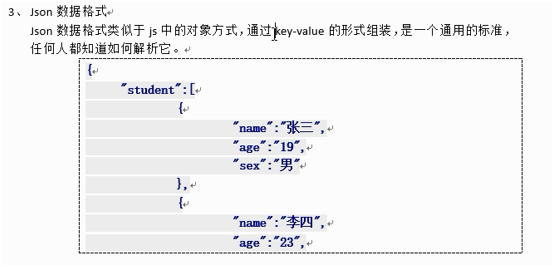 3、Json 数据格式
Json 数据格式类似于 js 中的对象方式，通过 key-value 的形式组装，是一个通用的标准，
任何人都知道如何解析它。
{
"student":[
{
"name":"张三",
"age":"19",
"sex":"男"
},
{
"name":"李四",
"age":"23",